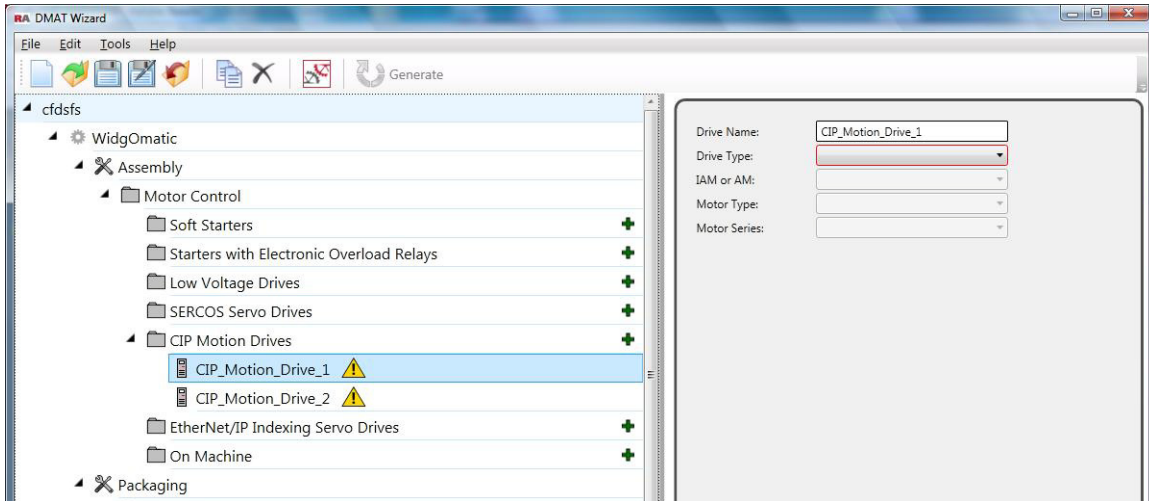 RA DMAT Wizard
File Edit Tools Help
Generate
cfdsfs
WidgOmatic
Assembly
Motor Control
Soft Starters
Starters with Electronic Overload Relays
Low Voltage Drives
SERCOS Servo Drives
CIP Motion Drives
CIP_Motion_Drive_1
CIP_Motion_Drive_2
EtherNet/IP Indexing Servo Drives
On Machine
Packaging
Drive Name: CIP_Motion_Drive_1
Drive Type:
IAM or AM:
Motor Type:
Motor Series: